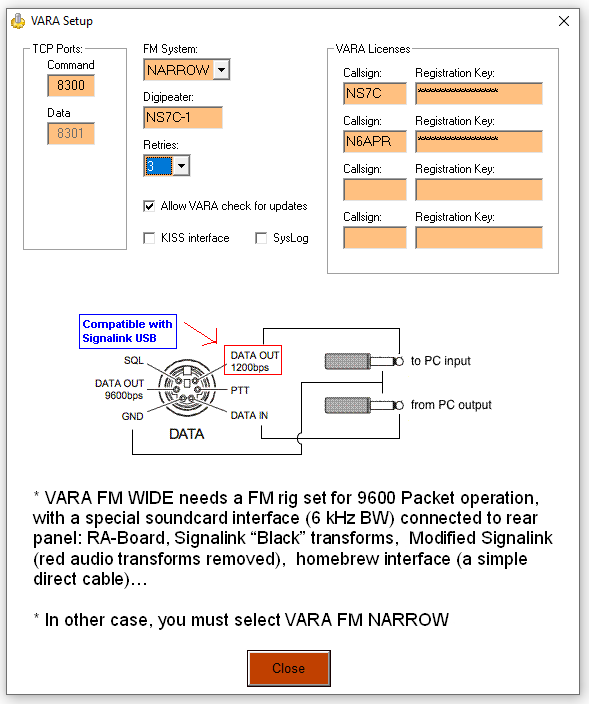 VARA Setup
TCP Ports:
Command
8300
Data
8301
FM System:
NARROW
Digipeater:
NS7C-1
Retries:
3
Allow VARA check for updates
KISS interface
SysLog
VARA Licenses
Callsign: Registration Key:
NS7C ******************
Callsign: Registration Key:
N6APR ******************
Callsign: Registration Key:
Callsign: Registration Key:
Compatible with
Signalink USB
SQL
DATA OUT
1200bps
DATA OUT
9600bps
PTT
GND
DATA IN
DATA
to PC input
from PC output
* VARA FM WIDE needs a FM rig set for 9600 Packet operation,
with a special soundcard interface (6 kHz BW) connected to rear
panel: RA-Board, Signalink “Black” transforms, Modified Signalink
(red audio transforms removed), homebrew interface (a simple
direct cable)…
* In other case, you must select VARA FM NARROW
Close